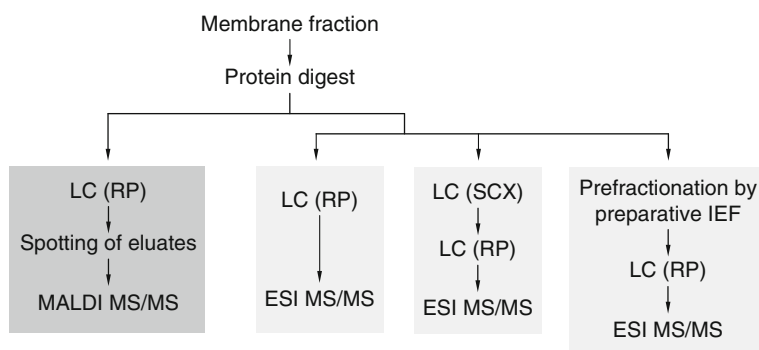 Membrane fraction
Protein digest
LC (RP)
Spotting of eluates
MALDI MS/MS
LC (RP)
ESI MS/MS
LC (SCX)
LC (RP)
ESI MS/MS
Prefractionation by
preparative IEF
LC (RP)
ESI MS/MS